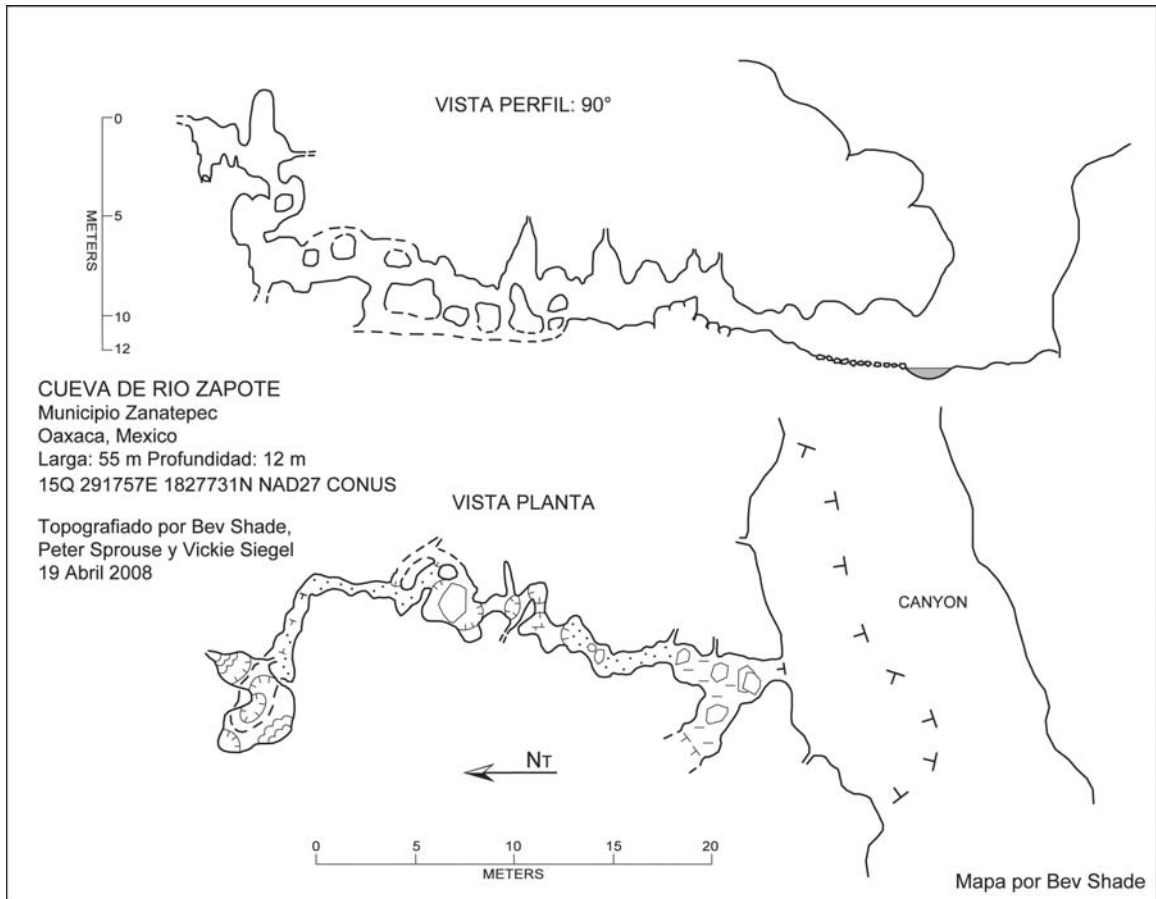 VISTA PERFIL: 90°
0
5
10
12
METERS
CUEVA DE RIO ZAPOTE
Municipio Zanatepec
Oaxaca, Mexico
Larga: 55 m Profundidad: 12 m
15Q 291757E 1827731N NAD27 CONUS
Topografiado por Bev Shade,
Peter Sprouse y Vickie Siegel
19 Abril 2008
VISTA PLANTA
CANYON
NT
0 5 10 15 20
METERS
Mapa por Bev Shade